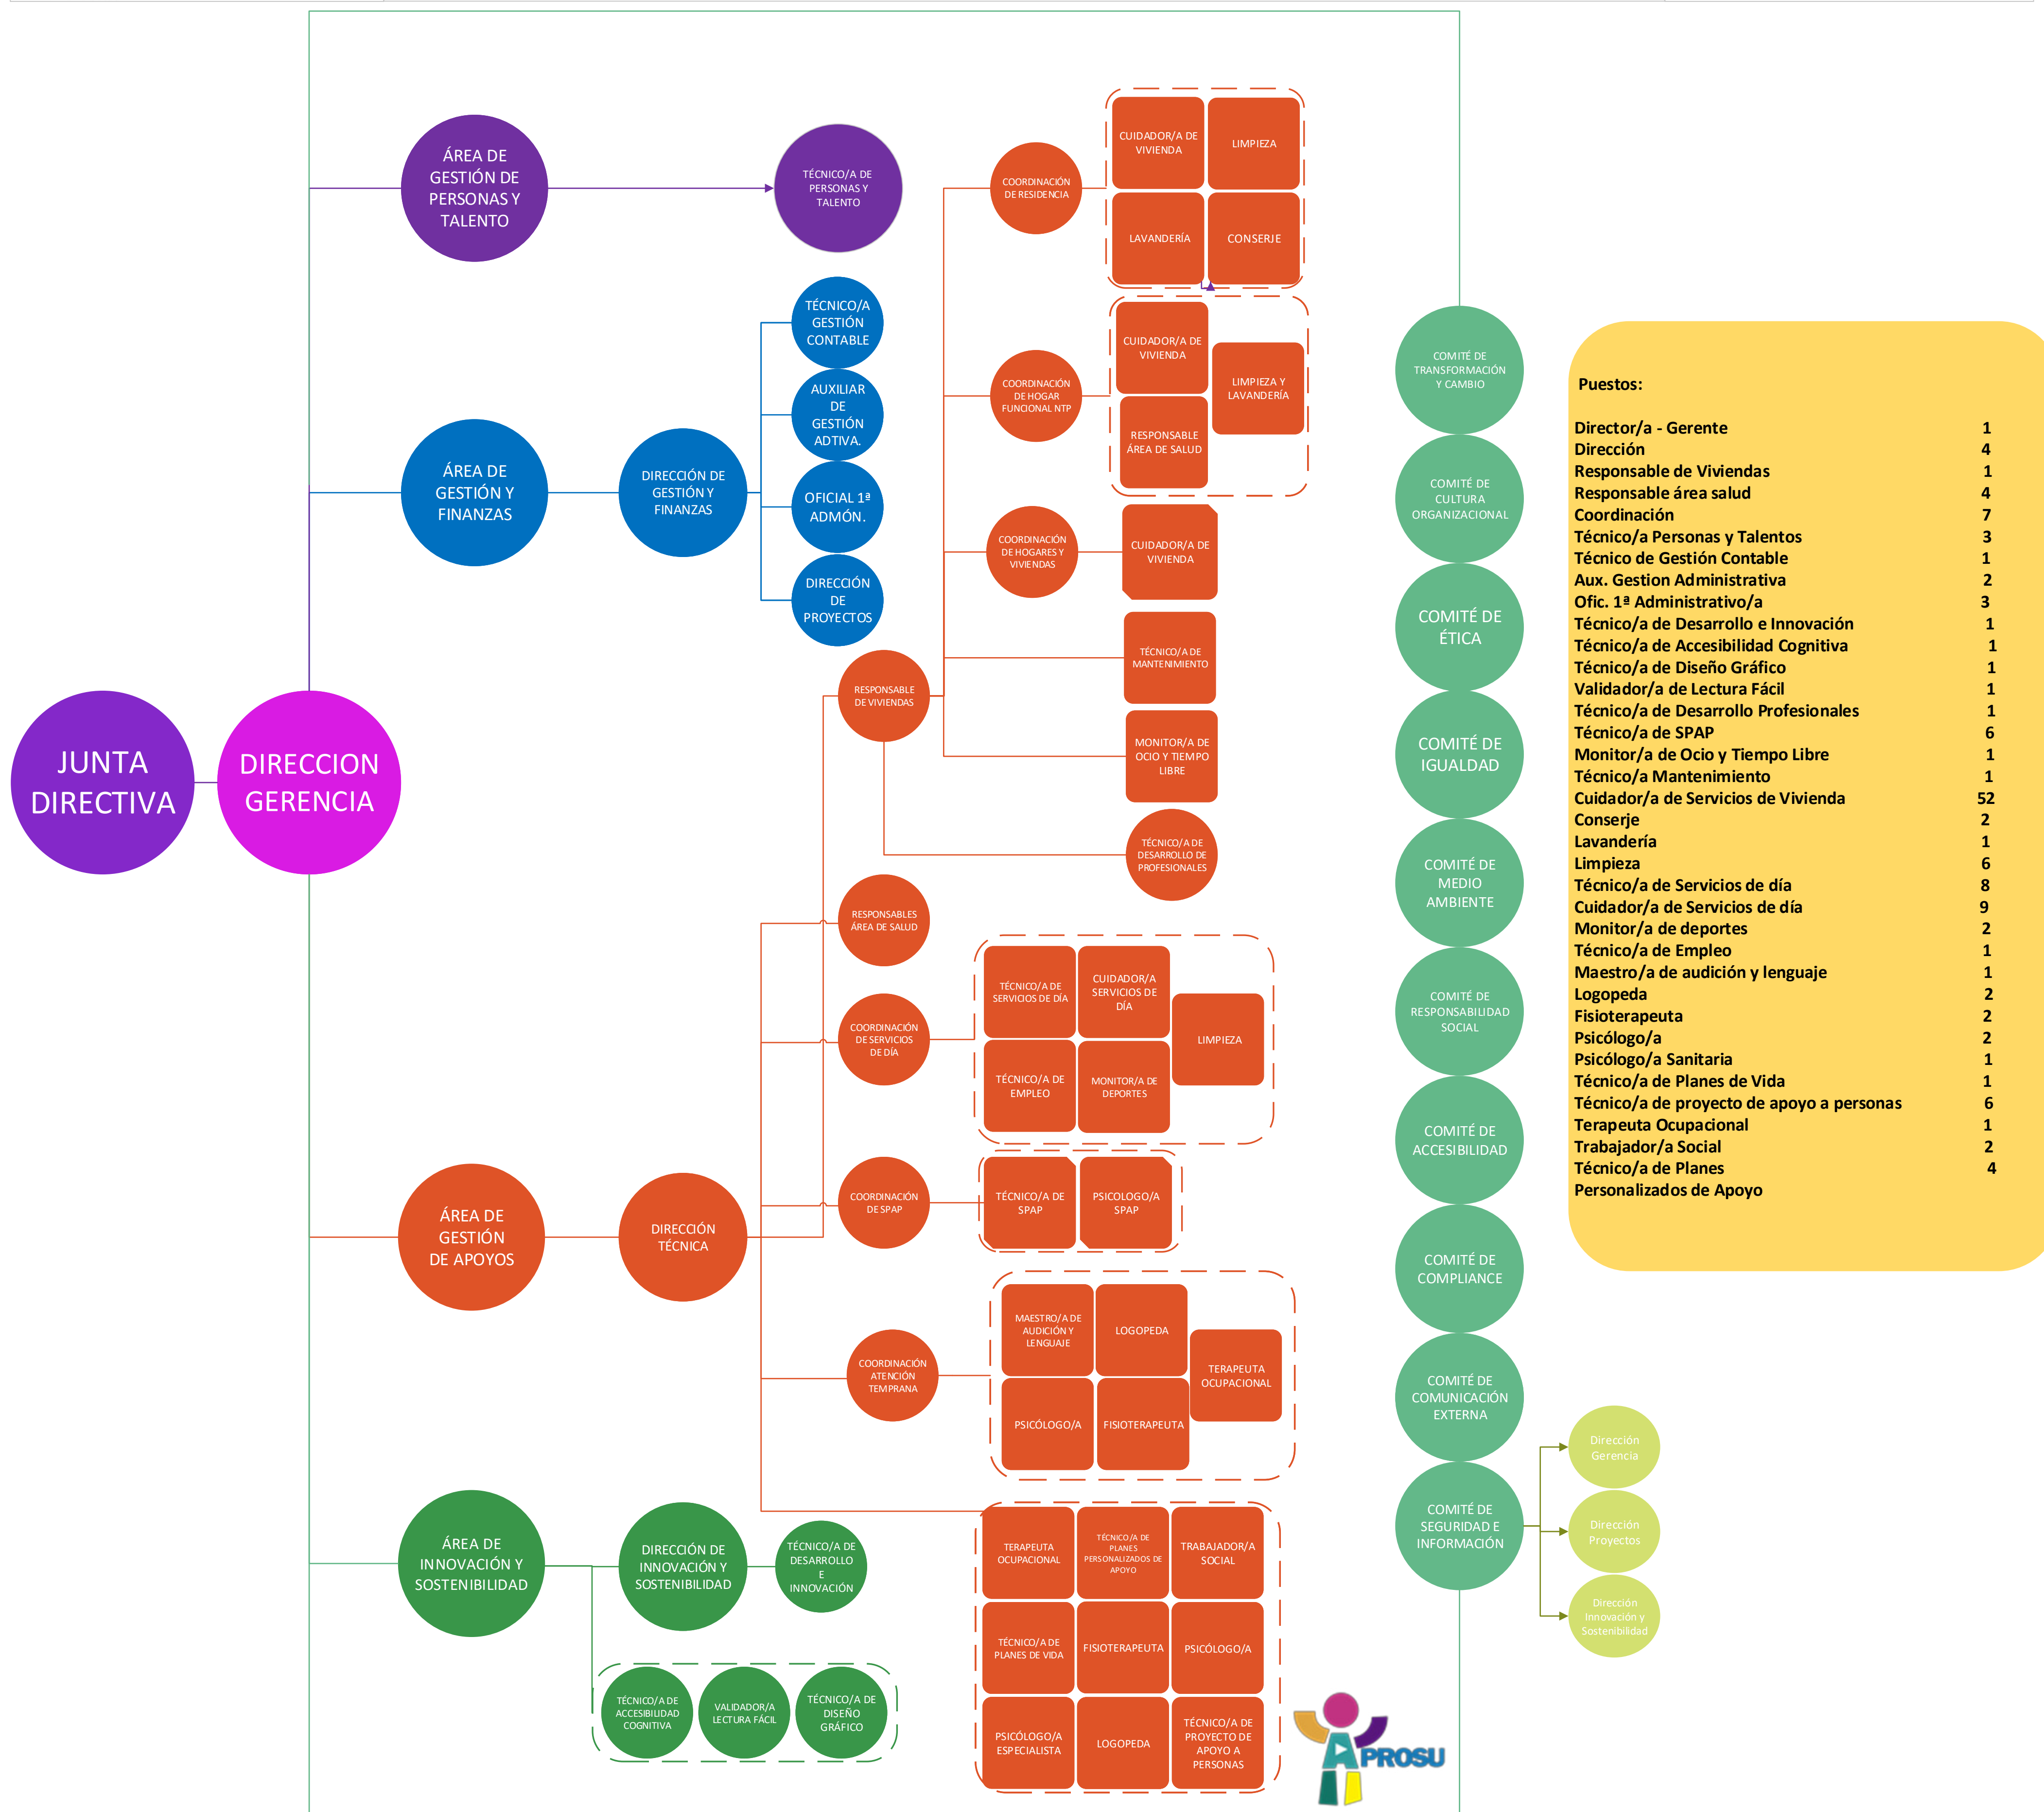 JUNTA
DIRECTIVA
DIRECCION
GERENCIA
ÁREA DE
GESTIÓN DE
PERSONAS Y
TALENTO
TÉCNICO/A DE
PERSONAS Y
TALENTO
ÁREA DE
GESTIÓN Y
FINANZAS
DIRECCIÓN DE
GESTIÓN Y
FINANZAS
TÉCNICO/A
GESTIÓN
CONTABLE
AUXILIAR
DE
GESTIÓN
ADTIVA.
OFICIAL 1ª
ADMÓN.
DIRECCIÓN
DE
PROYECTOS
ÁREA DE
GESTIÓN
DE APOYOS
DIRECCIÓN
TÉCNICA
RESPONSABLE
DE VIVIENDAS
COORDINACIÓN
DE RESIDENCIA
CUIDADOR/A DE
VIVIENDA
LIMPIEZA
LAVANDERÍA
CONSERJE
COORDINACIÓN
DE HOGAR
FUNCIONAL NTP
CUIDADOR/A DE
VIVIENDA
LIMPIEZA Y
LAVANDERÍA
RESPONSABLE
ÁREA DE SALUD
COORDINACIÓN
DE HOGARES Y
VIVIENDAS
CUIDADOR/A DE
VIVIENDA
TÉCNICO/A DE
MANTENIMIENTO
MONITOR/A DE
OCIO Y TIEMPO
LIBRE
TÉCNICO/A DE
DESARROLLO DE
PROFESIONALES
RESPONSABLES
ÁREA DE SALUD
COORDINACIÓN
DE SERVICIOS
DE DÍA
TÉCNICO/A DE
SERVICIOS DE DÍA
CUIDADOR/A
SERVICIOS DE
DÍA
LIMPIEZA
TÉCNICO/A DE
EMPLEO
MONITOR/A DE
DEPORTES
COORDINACIÓN
DE SPAP
TÉCNICO/A DE
SPAP
PSICOLOGO/A
SPAP
COORDINACIÓN
ATENCIÓN
TEMPRANA
MAESTRO/A DE
AUDICIÓN Y
LENGUAJE
LOGOPEDA
TERAPEUTA
OCUPACIONAL
PSICÓLOGO/A
FISIOTERAPEUTA
TERAPEUTA
OCUPACIONAL
TÉCNICO/A DE
PLANES
PERSONALIZADOS DE
APOYO
TRABAJADOR/A
SOCIAL
TÉCNICO/A DE
PLANES DE VIDA
FISIOTERAPEUTA
PSICÓLOGO/A
PSICÓLOGO/A
ESPECIALISTA
LOGOPEDA
TÉCNICO/A DE
PROYECTO DE
APOYO A
PERSONAS
ÁREA DE
INNOVACIÓN Y
SOSTENIBILIDAD
DIRECCIÓN DE
INNOVACIÓN Y
SOSTENIBILIDAD
TÉCNICO/A DE
DESARROLLO
E
INNOVACIÓN
TÉCNICO/A DE
ACCESIBILIDAD
COGNITIVA
VALIDADOR/A
LECTURA FÁCIL
TÉCNICO/A DE
DISEÑO
GRÁFICO
COMITÉ DE
TRANSFORMACIÓN
Y CAMBIO
COMITÉ DE
CULTURA
ORGANIZACIONAL
COMITÉ DE
ÉTICA
COMITÉ DE
IGUALDAD
COMITÉ DE
MEDIO
AMBIENTE
COMITÉ DE
RESPONSABILIDAD
SOCIAL
COMITÉ DE
ACCESIBILIDAD
COMITÉ DE
COMPLIANCE
COMITÉ DE
COMUNICACIÓN
EXTERNA
COMITÉ DE
SEGURIDAD E
INFORMACIÓN
Dirección
Gerencia
Dirección
Proyectos
Dirección
Innovación y
Sostenibilidad
Puestos:
Director/a - Gerente 1
Dirección 4
Responsable de Viviendas 1
Responsable área salud 4
Coordinación 7
Técnico/a Personas y Talentos 3
Técnico de Gestión Contable 1
Aux. Gestion Administrativa 2
Ofic. 1ª Administrativo/a 3
Técnico/a de Desarrollo e Innovación 1
Técnico/a de Accesibilidad Cognitiva 1
Técnico/a de Diseño Gráfico 1
Validador/a de Lectura Fácil 1
Técnico/a de Desarrollo Profesionales 1
Técnico/a de SPAP 6
Monitor/a de Ocio y Tiempo Libre 1
Técnico/a Mantenimiento 1
Cuidador/a de Servicios de Vivienda 52
Conserje 2
Lavandería 1
Limpieza 6
Técnico/a de Servicios de día 8
Cuidador/a de Servicios de día 9
Monitor/a de deportes 2
Técnico/a de Empleo 1
Maestro/a de audición y lenguaje 1
Logopeda 2
Fisioterapeuta 2
Psicólogo/a 2
Psicólogo/a Sanitaria 1
Técnico/a de Planes de Vida 1
Técnico/a de proyecto de apoyo a personas 6
Terapeuta Ocupacional 1
Trabajador/a Social 2
Técnico/a de Planes 4
Personalizados de Apoyo
APROSU